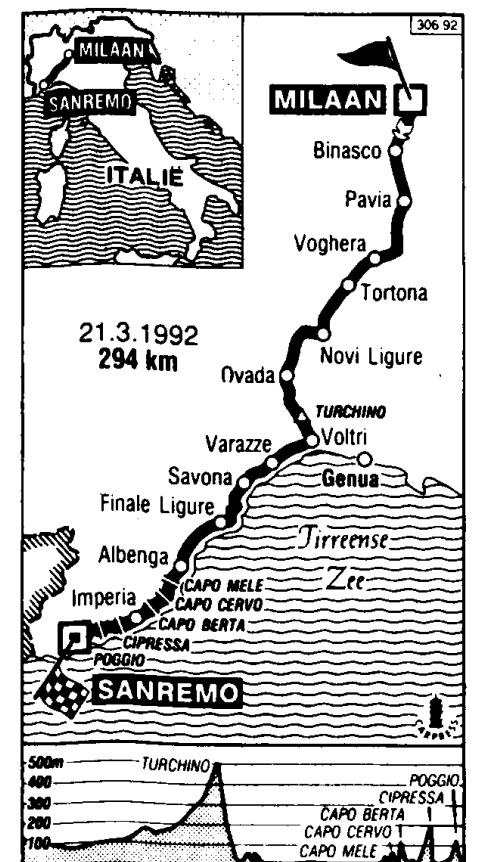 306 92
MILAAN
SANREMO
ITALIË
MILAAN
Binasco
Pavia
Voghera
Tortona
21.3.1992
294 km
Novi Ligure
Ovada
TURCHINO
Voltri
Varazze
Genua
Savona
Finale Ligure
Tirreense
Zee
Albenga
CAPO MELE
Imperia
CAPO CERVO
CAPO BERTA
CIPRESSA
POGGIO
SANREMO
CARPRESS
500m
TURCHINO
400
POGGIO
300
CIPRESSA
CAPO BERTA
200
CAPO CERVO
100
CAPO MELE